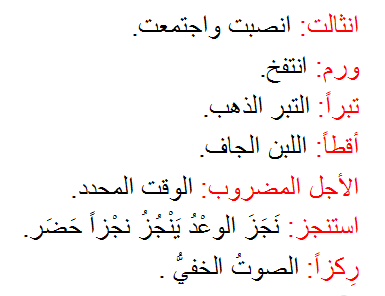 انثالت: انصبت واجتمعت.
ورم: انتفخ.
تبراً: التبر الذهب.
أقطاً: اللبن الجاف.
الأجل المضروب: الوقت المحدد.
استنجز: نَجَزَ الوعْدُ يَنْجُزُ نجْزاً حَضَر.
رِكزاً: الصوتُ الخفيُّ .